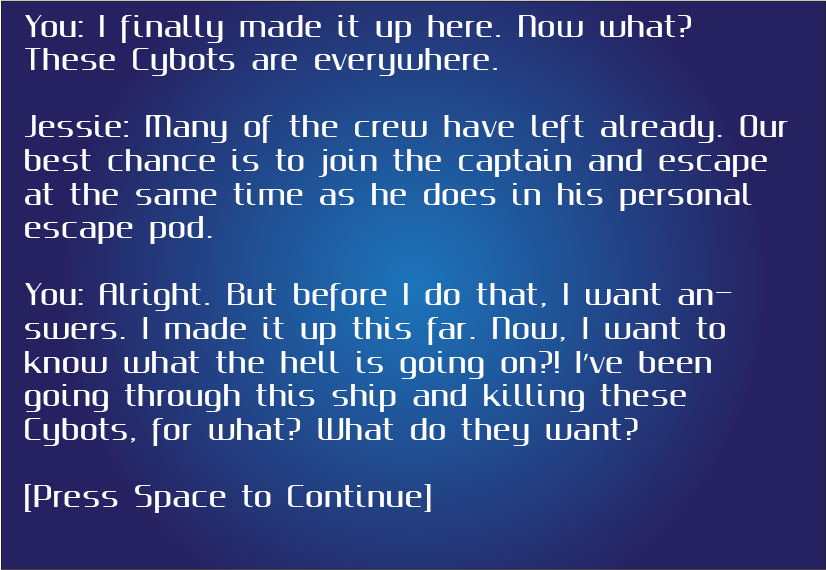 You: I finally made it up here. Now what?
These Cybots are everywhere.
Jessie: Many of the crew have left already. Our
best chance is to join the captain and escape
at the same time as he does in his personal
escape pod.
You: Alright. But before I do that, I want an-
swers. I made it up this far. Now, I want to
know what the hell is going on?! I've been
going through this ship and killing these
Cybots, for what? What do they want?
[Press Space to Continue]